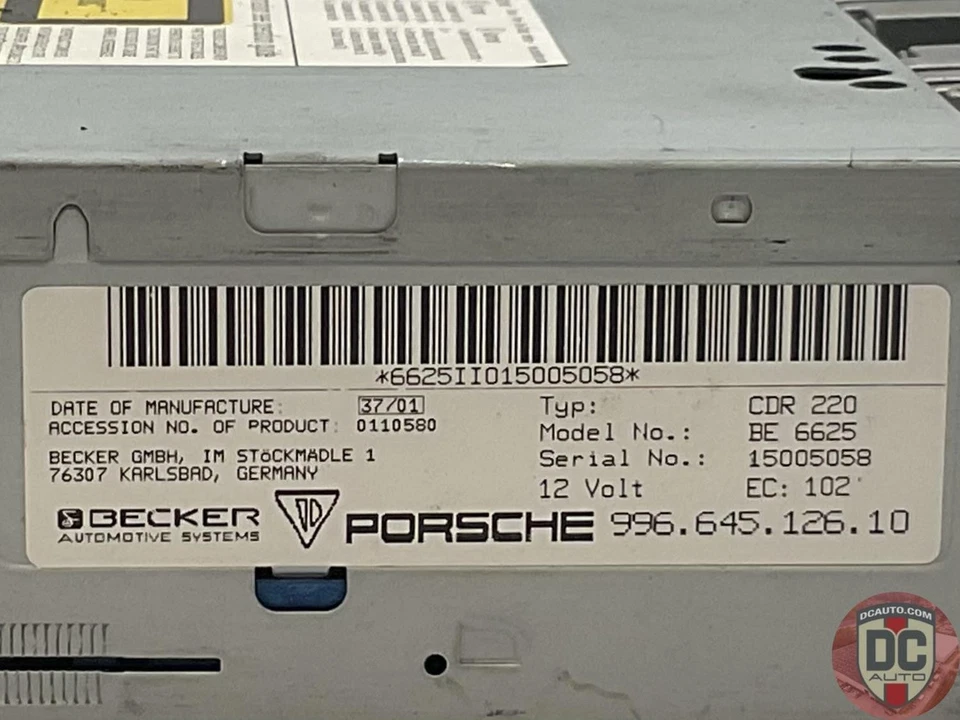 *6625II015005058*
DATE OF MANUFACTURE: 37/01
ACCESSION NO. OF PRODUCT: 0110580
BECKER GMBH, IM STÖCKMÄDLE 1
76307 KARLSBAD, GERMANY
BECKER
AUTOMOTIVE SYSTEMS
Typ: CDR 220
Model No.: BE 6625
Serial No.: 15005058
12 Volt EC: 102
PORSCHE 996.645.126.10
DCAUTO.COM
DC
AUTO